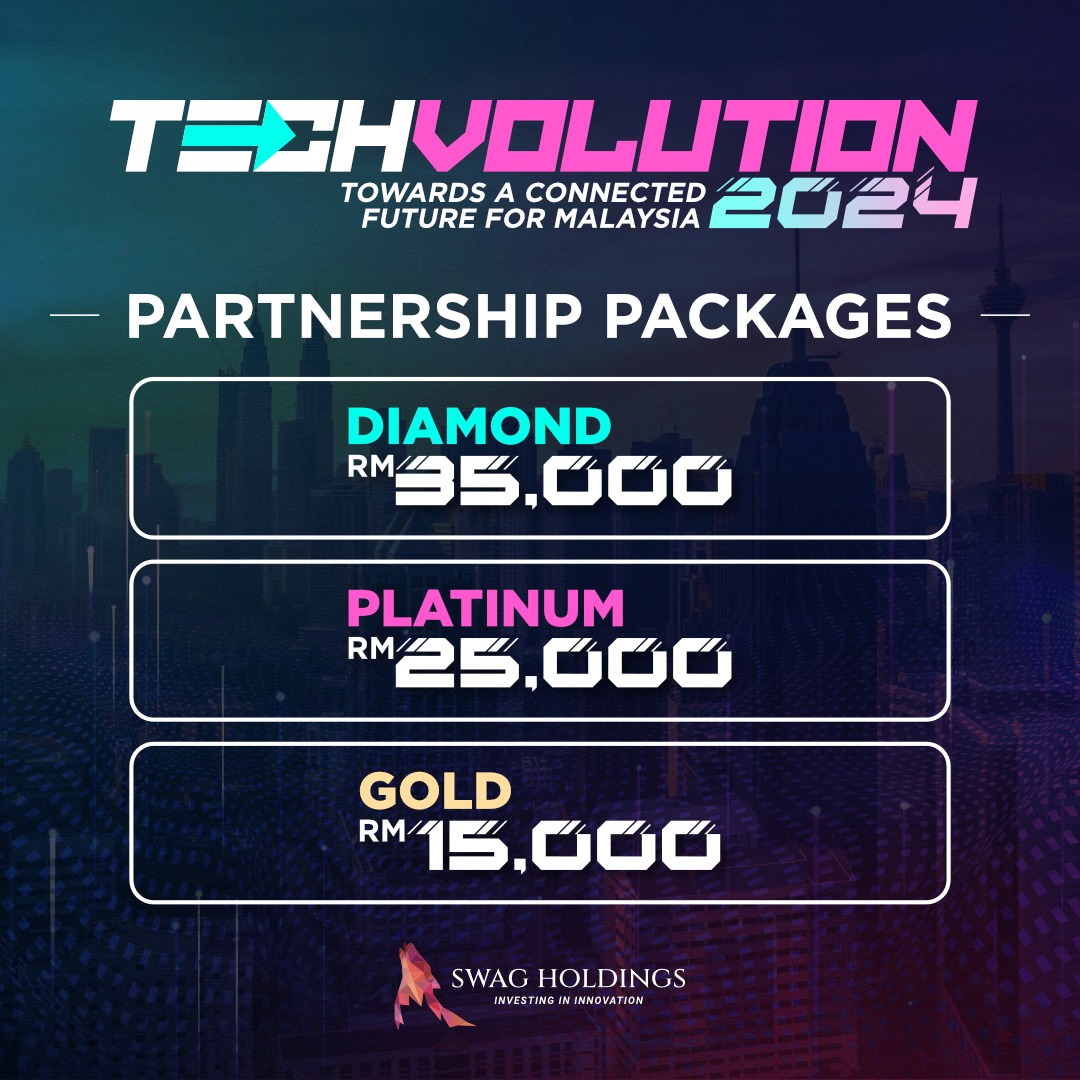 TECHVOLUTION
TOWARDS A CONNECTED
FUTURE FOR MALAYSIA 2024
PARTNERSHIP PACKAGES
DIAMOND
RM35,000
PLATINUM
RM25,000
GOLD
RM15,000
SWAG HOLDINGS
INVESTING IN INNOVATION